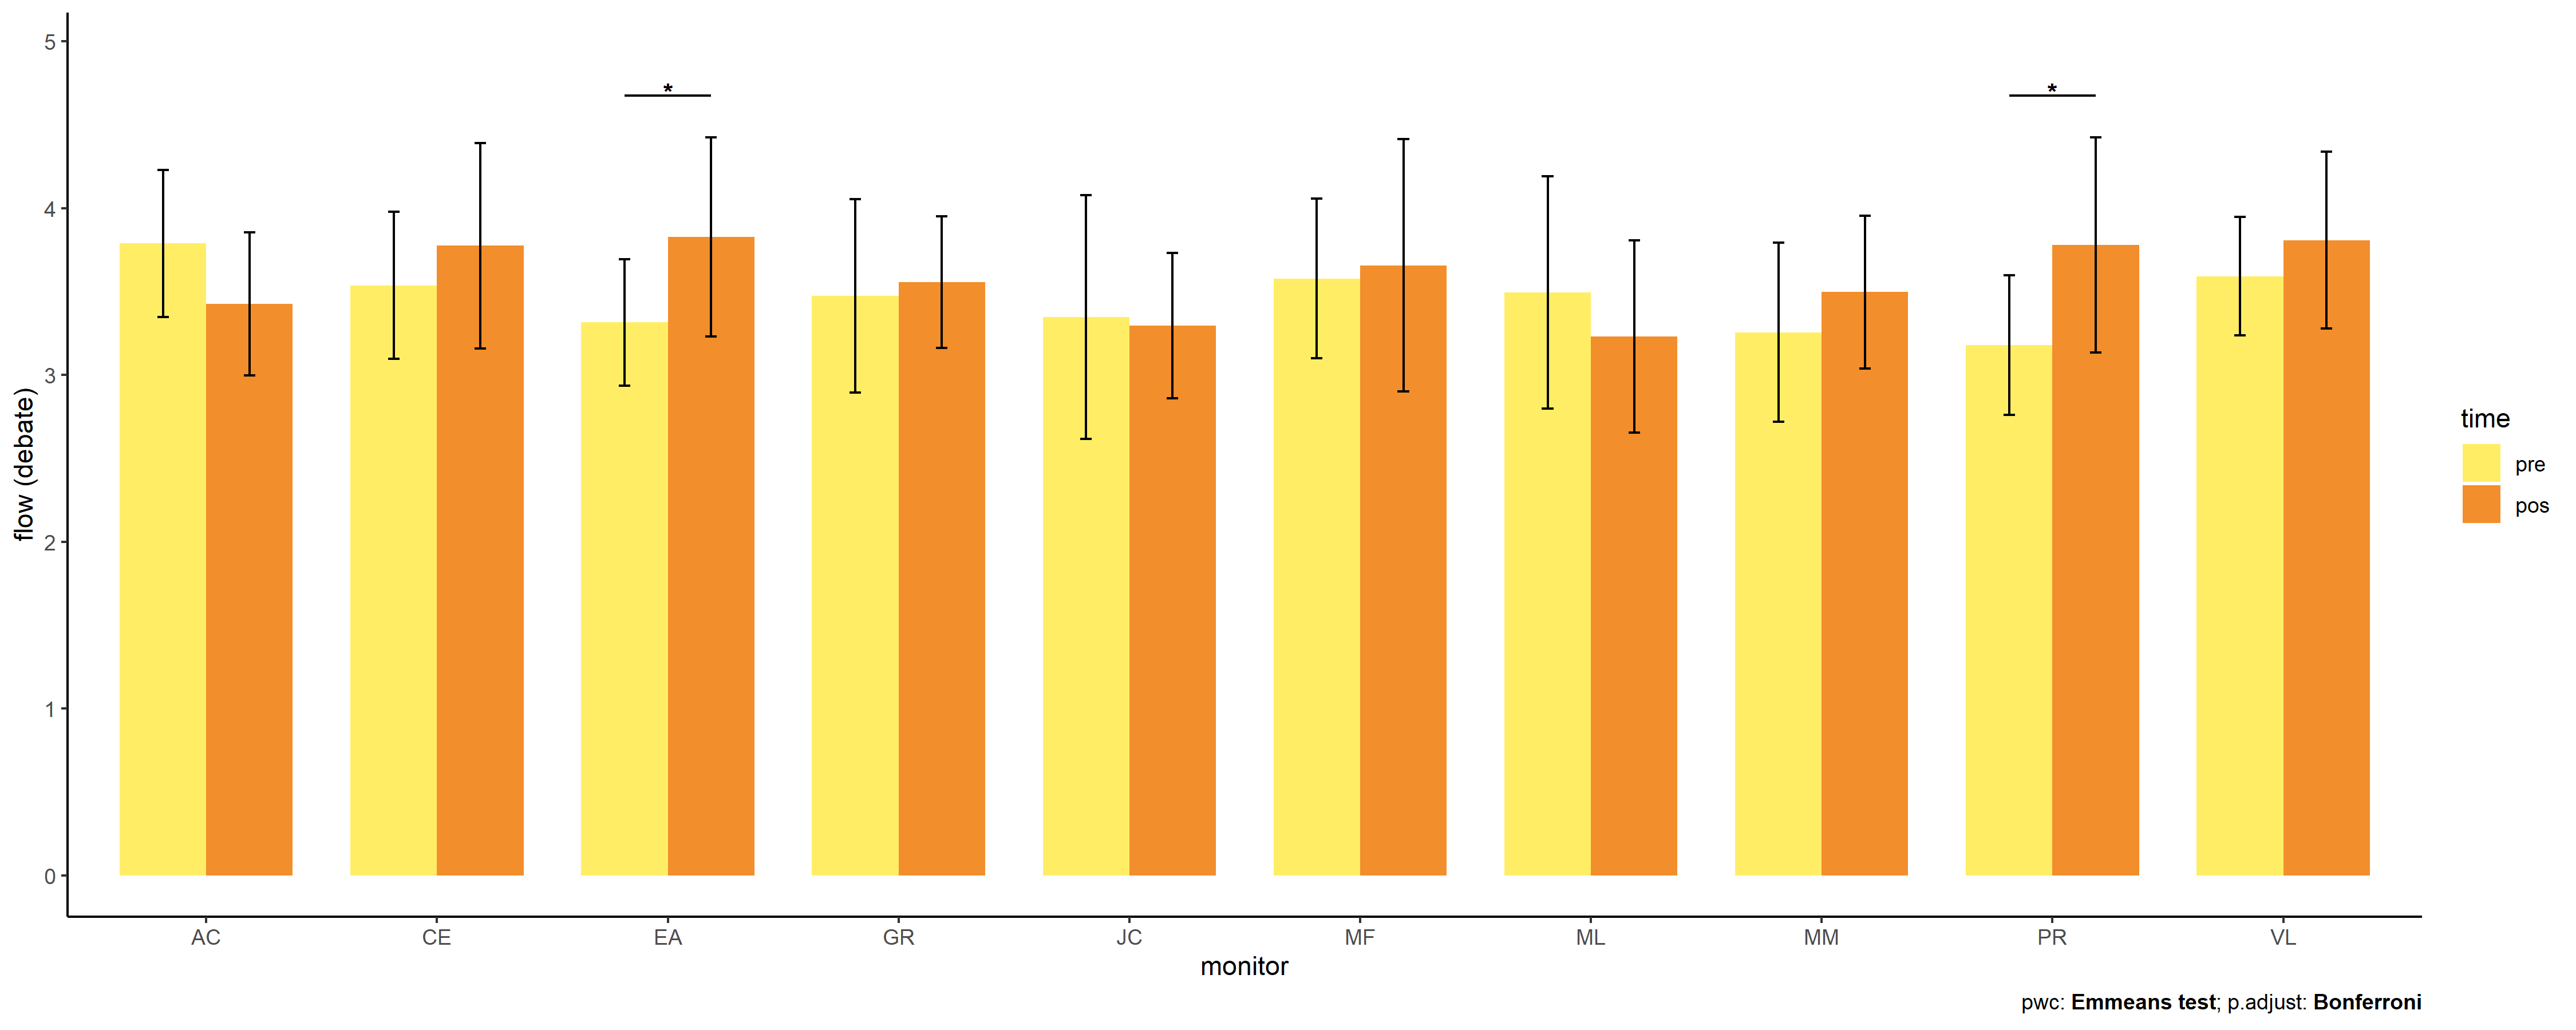 5
4
3
2
1
0
flow (debate)
*
*
AC CE EA GR JC MF ML MM PR VL
monitor
time
pre
pos
pwc: Emmeans test; p.adjust: Bonferroni